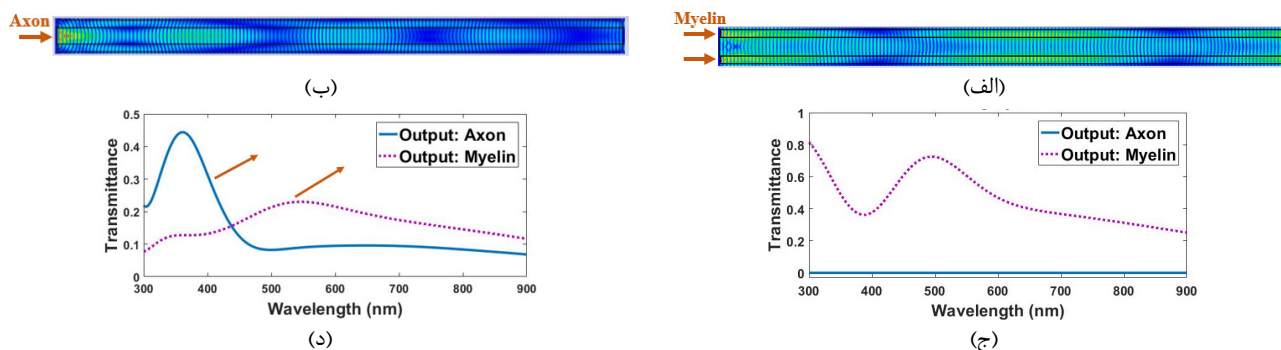 Axon
(ب)
Myelin
(الف)
Output: Axon
Output: Myelin
Transmittance
0.5
0.4
0.3
0.2
0.1
0
300
400
500
600
700
800
900
Wavelength (nm)
(د)
Output: Axon
Output: Myelin
Transmittance
1
0.8
0.6
0.4
0.2
0
300
400
500
600
700
800
900
Wavelength (nm)
(ج)